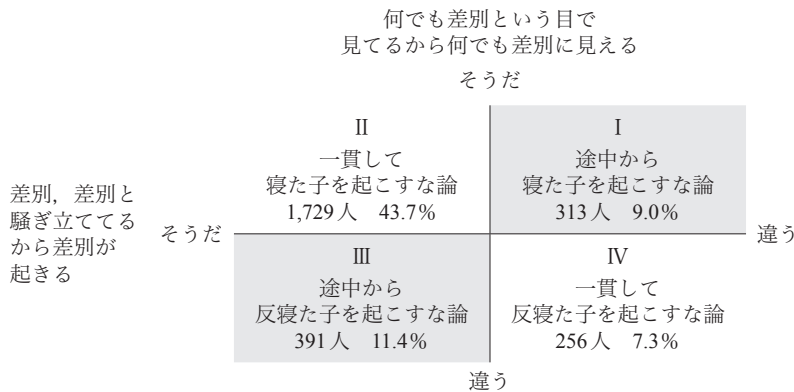 何でも差別という目で
見てるから何でも差別に見える
そうだ
Ⅱ
一貫して
寝た子を起こすな論
1,729人 43.7%
Ⅰ
途中から
寝た子を起こすな論
313人 9.0%
差別，差別と
騒ぎ立ててる
から差別が
起きる
そうだ
違う
Ⅲ
途中から
反寝た子を起こすな論
391人 11.4%
Ⅳ
一貫して
反寝た子を起こすな論
256人 7.3%
違う